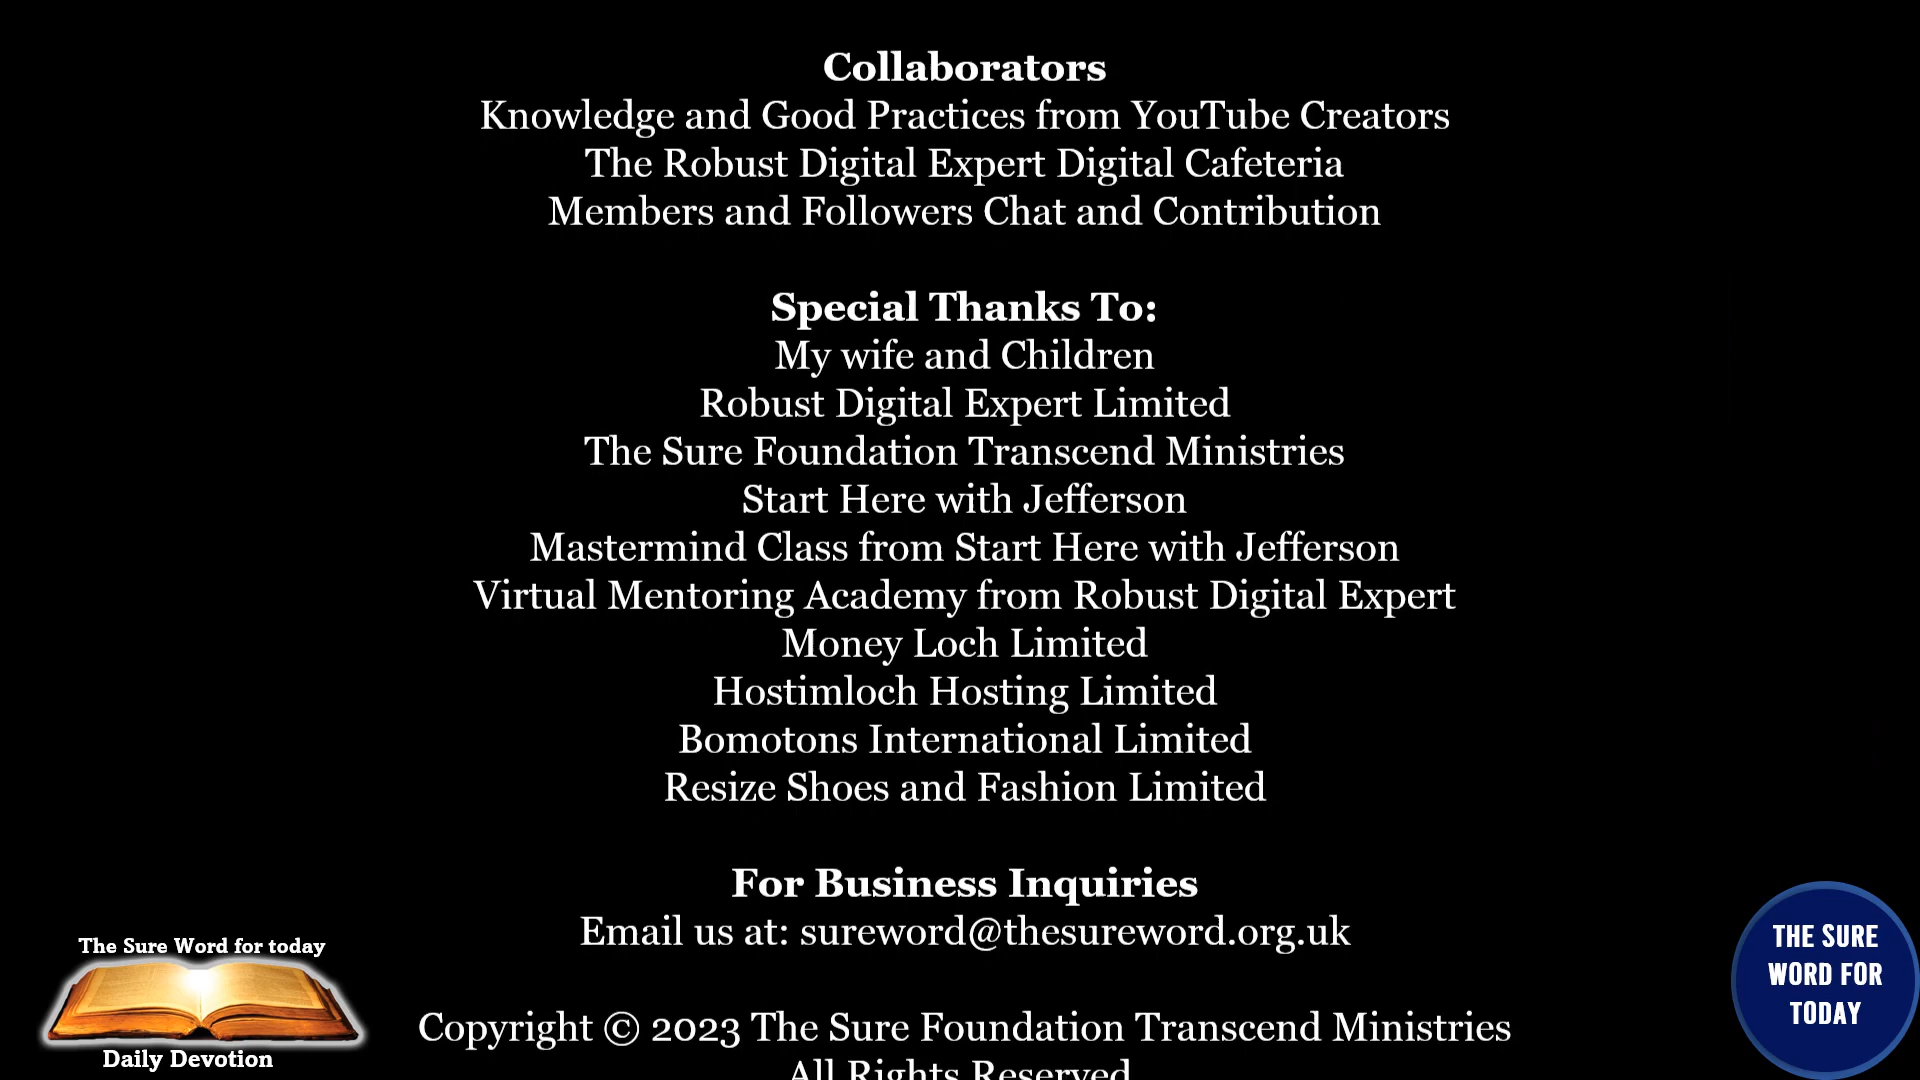 Collaborators
Knowledge and Good Practices from YouTube Creators
The Robust Digital Expert Digital Cafeteria
Members and Followers Chat and Contribution
Special Thanks To:
My wife and Children
Robust Digital Expert Limited
The Sure Foundation Transcend Ministries
Start Here with Jefferson
Mastermind Class from Start Here with Jefferson
Virtual Mentoring Academy from Robust Digital Expert
Money Loch Limited
Hostimloch Hosting Limited
Bomotons International Limited
Resize Shoes and Fashion Limited
For Business Inquiries
Email us at: sureword@thesureword.org.uk
Copyright © 2023 The Sure Foundation Transcend Ministries
All Rights Reserved
The Sure Word for today
Daily Devotion
THE SURE
WORD FOR
TODAY